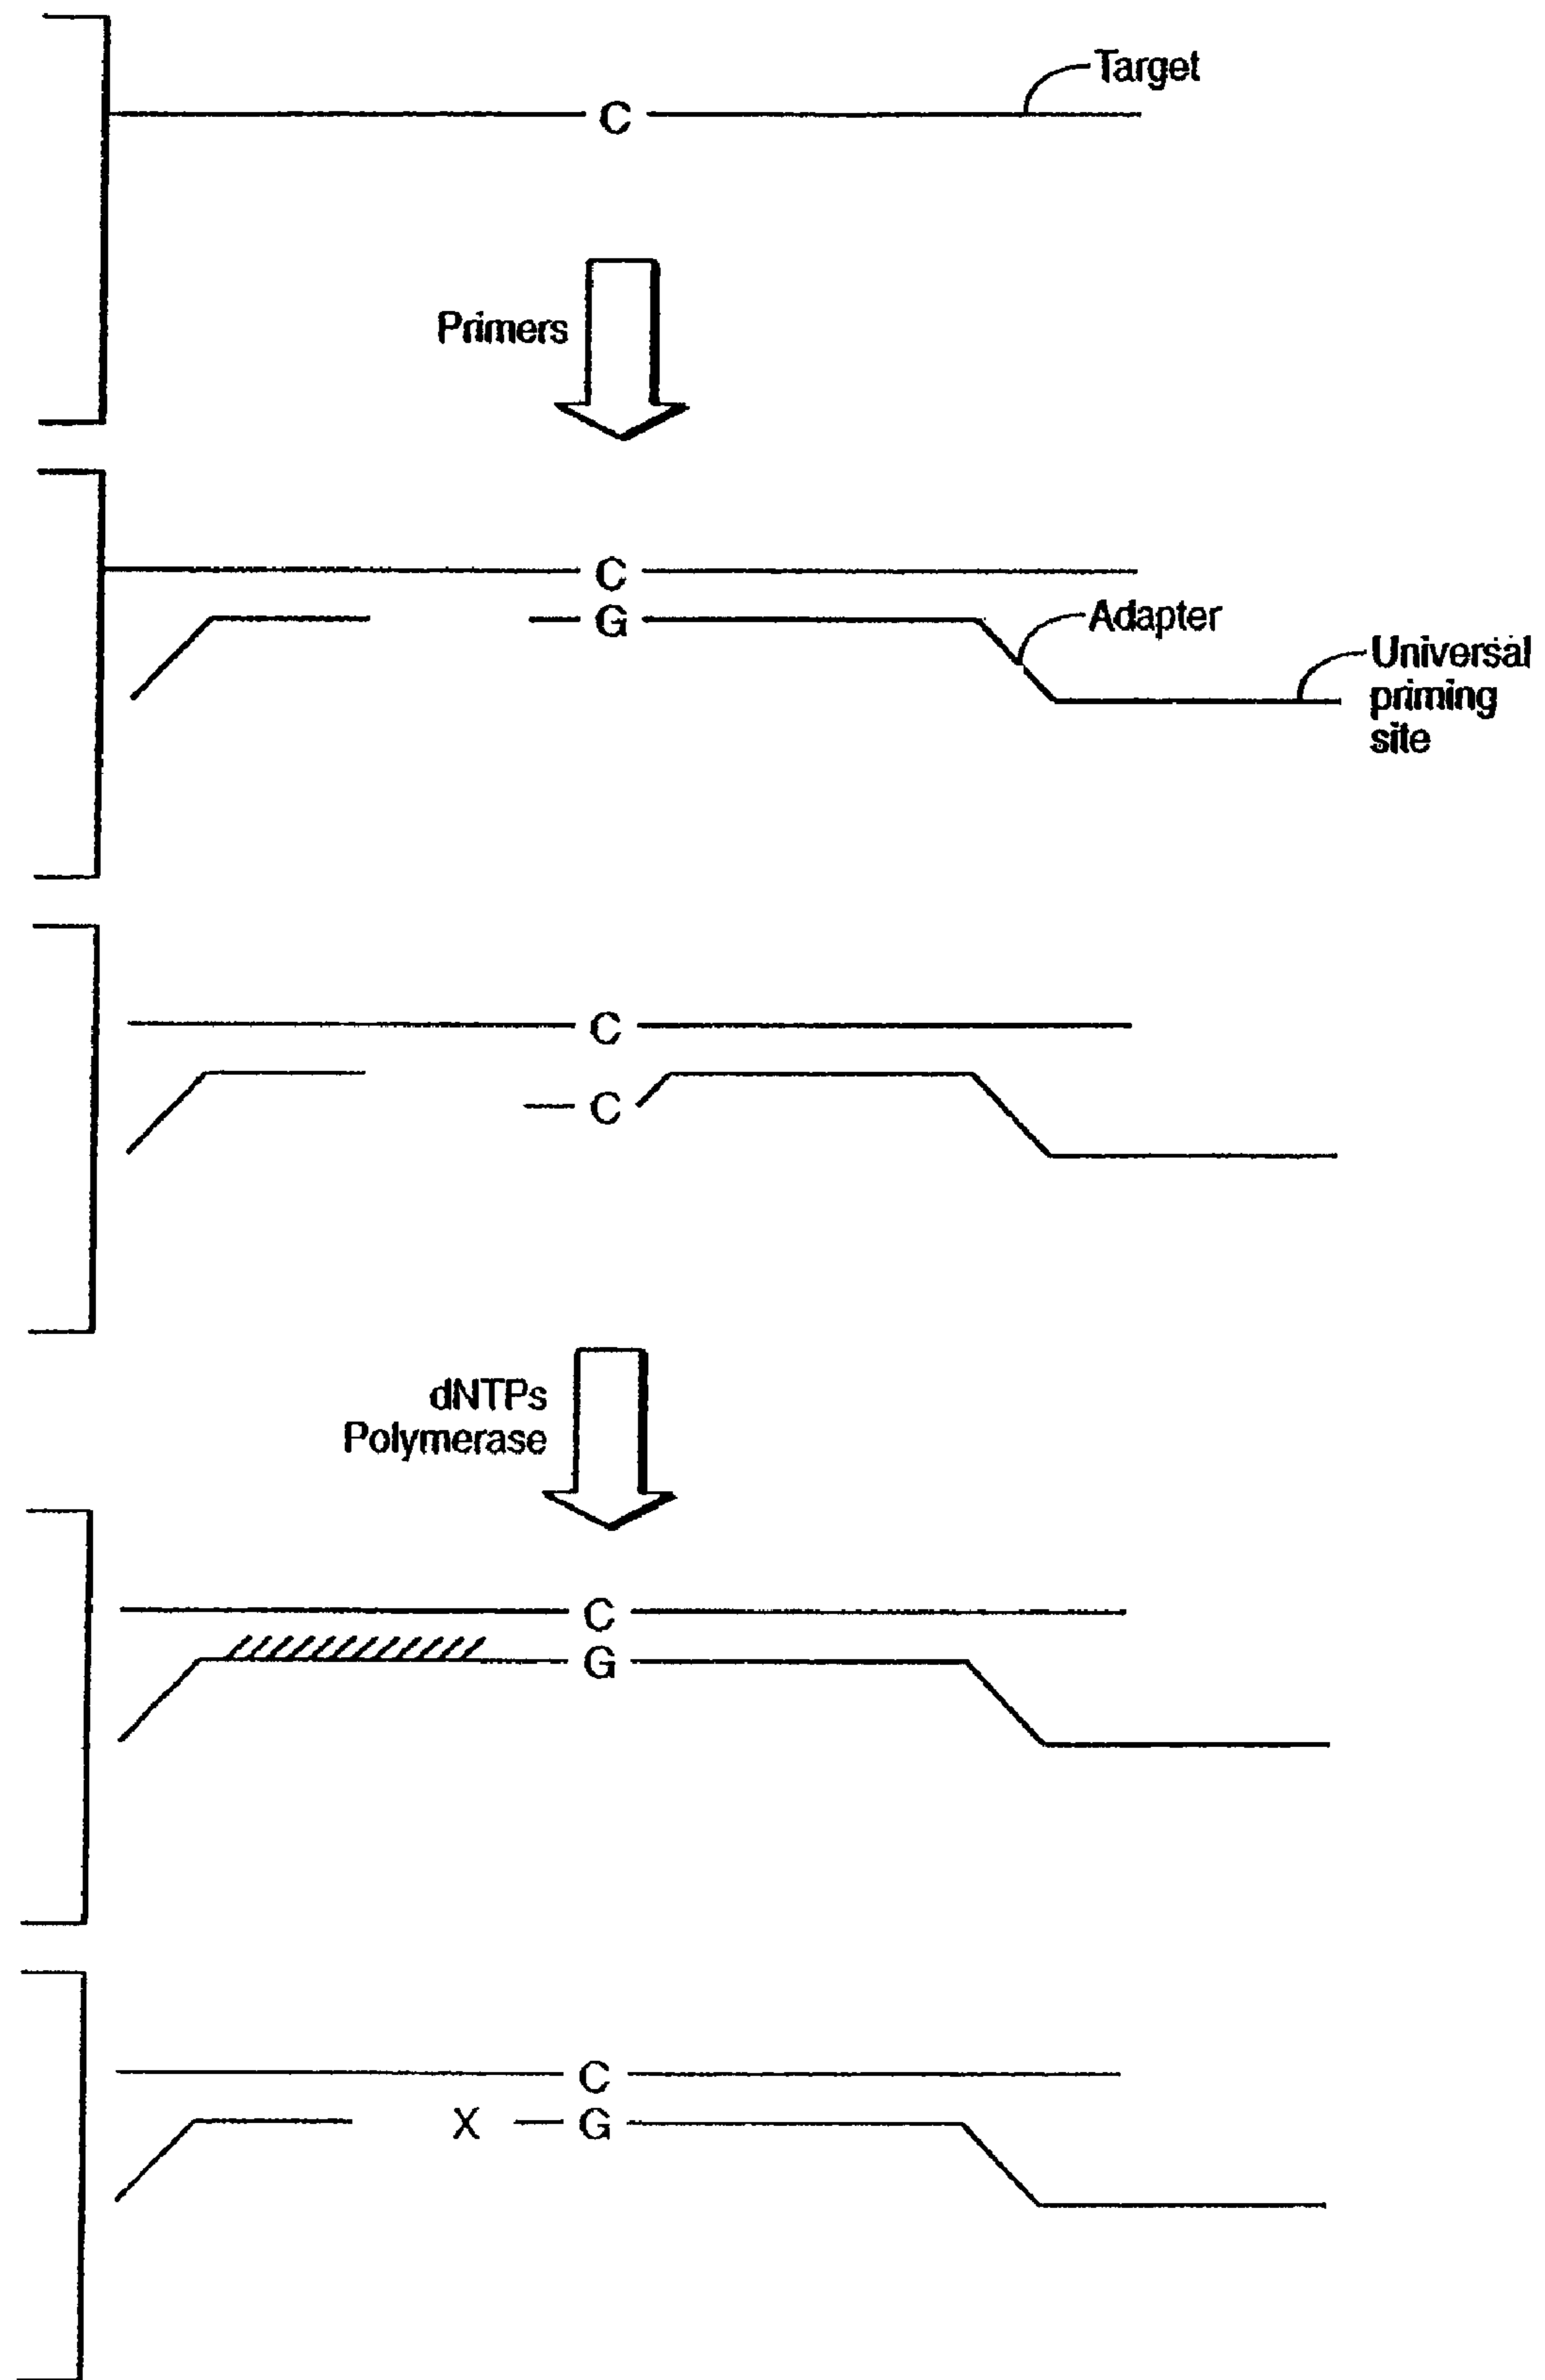 Target
C
Primers
C
G
Adapter
Universal
priming
site
C
C
dNTPs
Polymerase
C
G
C
X
G